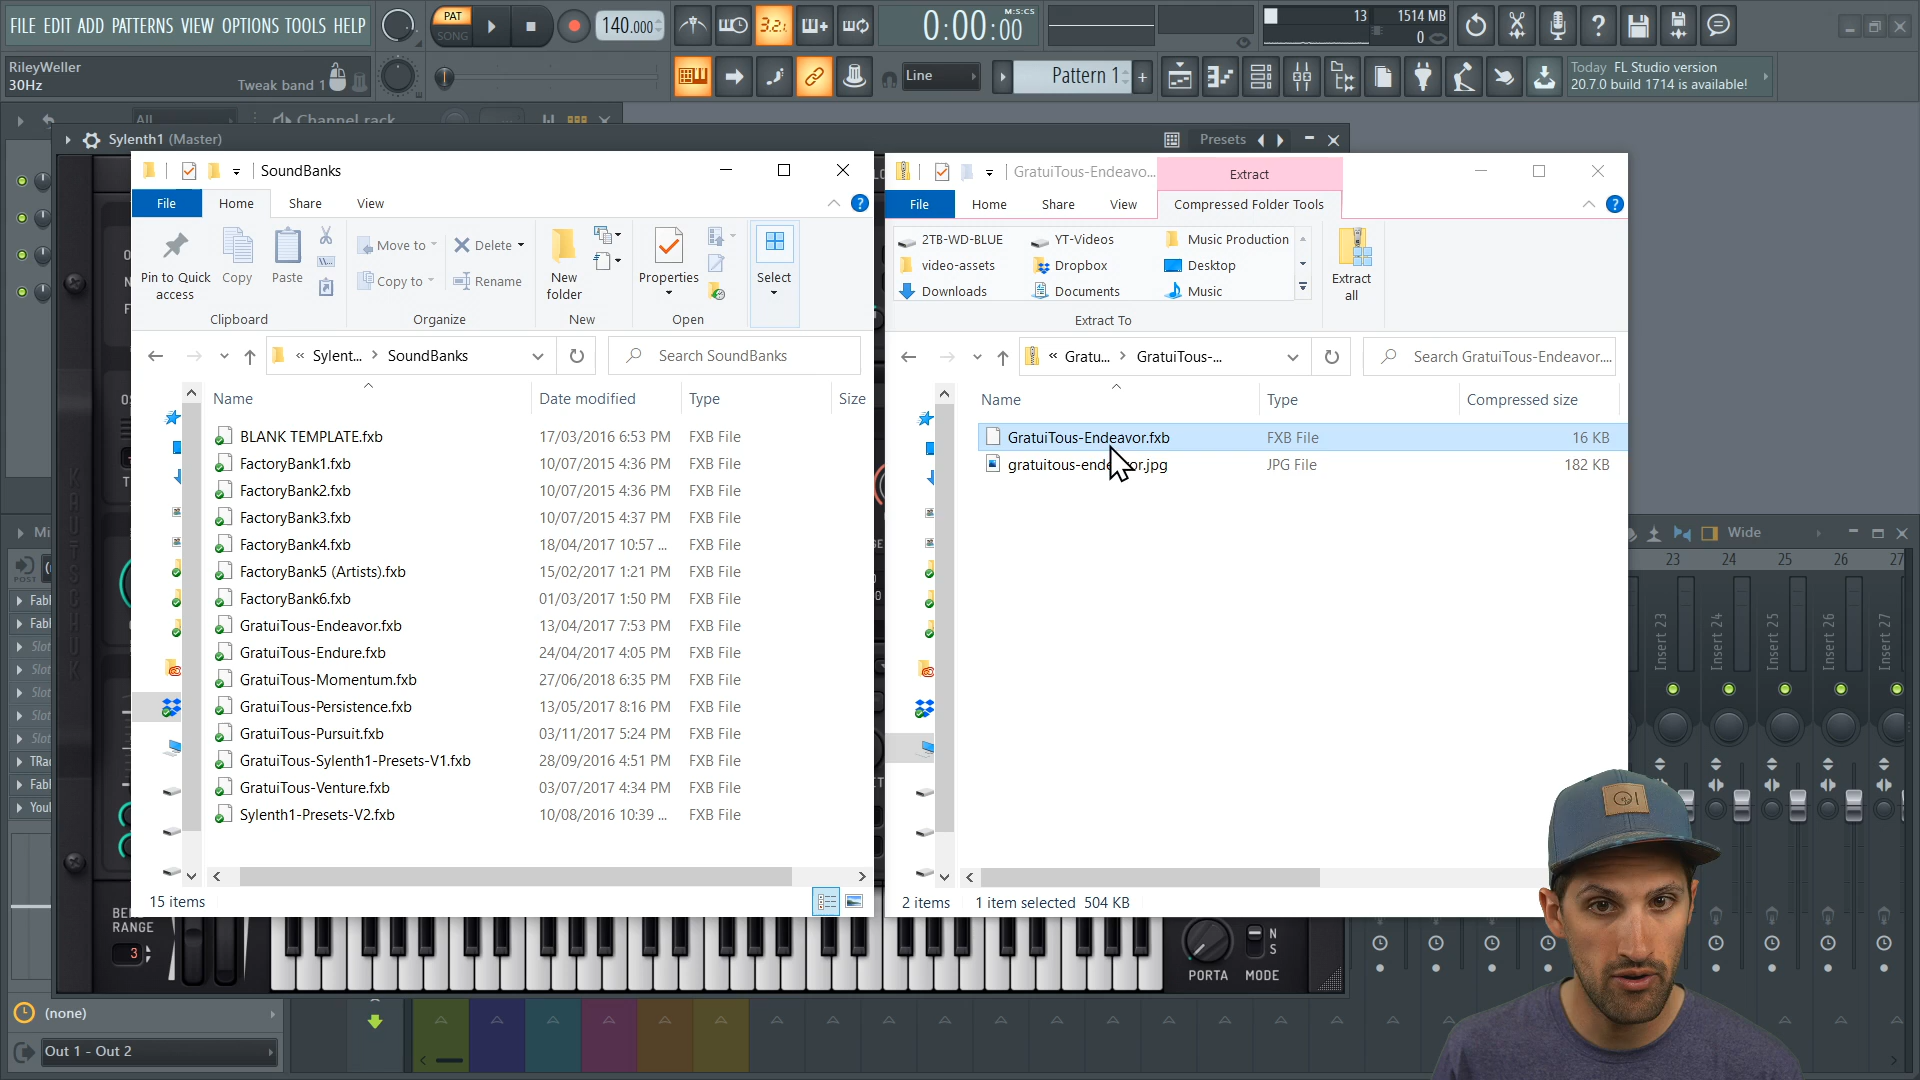 FILE EDIT ADD PATTERNS VIEW OPTIONS TOOLS HELP
PAT
SONG
140.000
3.2.
0:00:00
M:S:CS
13
1514 MB
0
RileyWeller
30Hz
Tweak band 1
Line
Pattern 1
Today FL Studio version
20.7.0 build 1714 is available!
All
Channel rack
Sylenth1 (Master)
Presets
SoundBanks
File
Home
Share
View
Pin to Quick
access
Copy
Paste
Move to
Copy to
Delete
Rename
New
folder
Properties
Select
Clipboard
Organize
New
Open
« Sylent... > SoundBanks
Search SoundBanks
Name
Date modified
Type
Size
BLANK TEMPLATE.fxb 17/03/2016 6:53 PM FXB File
FactoryBank1.fxb 10/07/2015 4:36 PM FXB File
FactoryBank2.fxb 10/07/2015 4:36 PM FXB File
FactoryBank3.fxb 10/07/2015 4:37 PM FXB File
FactoryBank4.fxb 18/04/2017 10:57 ... FXB File
FactoryBank5 (Artists).fxb 15/02/2017 1:21 PM FXB File
FactoryBank6.fxb 01/03/2017 1:50 PM FXB File
GratuiTous-Endeavor.fxb 13/04/2017 7:53 PM FXB File
GratuiTous-Endure.fxb 24/04/2017 4:05 PM FXB File
GratuiTous-Momentum.fxb 27/06/2018 6:35 PM FXB File
GratuiTous-Persistence.fxb 13/05/2017 8:16 PM FXB File
GratuiTous-Pursuit.fxb 03/11/2017 5:24 PM FXB File
GratuiTous-Sylenth1-Presets-V1.fxb 28/09/2016 4:51 PM FXB File
GratuiTous-Venture.fxb 03/07/2017 4:34 PM FXB File
Sylenth1-Presets-V2.fxb 10/08/2016 10:39 ... FXB File
15 items
GratuiTous-Endeavo...
Extract
File
Home
Share
View
Compressed Folder Tools
2TB-WD-BLUE
YT-Videos
Music Production
video-assets
Dropbox
Desktop
Downloads
Documents
Music
Extract
all
Extract To
« Gratu... > GratuiTous-...
Search GratuiTous-Endeavor....
Name
Type
Compressed size
GratuiTous-Endeavor.fxb FXB File 16 KB
gratuitous-endeavor.jpg JPG File 182 KB
2 items
1 item selected 504 KB
KAUTSCHUK
Wide
23 24 25 26 27
Insert 23
Insert 24
Insert 25
Insert 26
Insert 27
POST
Slot
Slot
Slot
Slot
Slot
RANGE
3
PORTA
MODE
N
S
(none)
Out 1 - Out 2